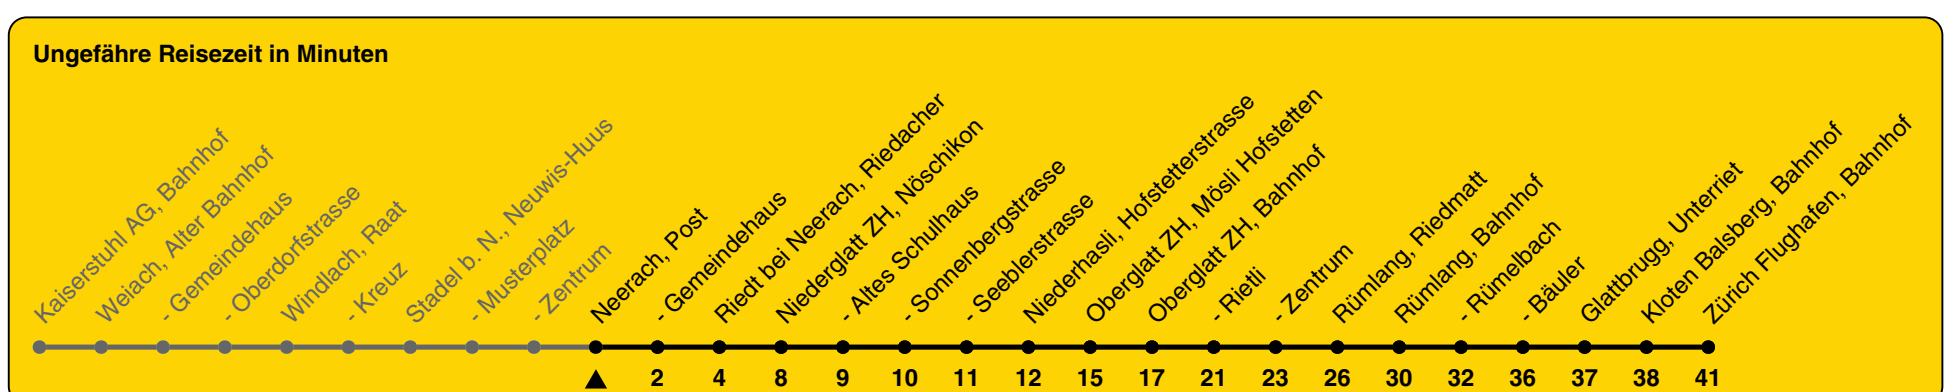 Ungefähre Reisezeit in Minuten
Kaiserstuhl AG, Bahnhof
Weiach, Alter Bahnhof
- Gemeindehaus
- Oberdorfstrasse
Windlach, Raat
- Kreuz
Stadel b. N., Neuwis-Huus
- Musterplatz
- Zentrum
Neerach, Post
- Gemeindehaus
Riedt bei Neerach, Riedacher
Niederglatt ZH, Nöschikon
- Altes Schulhaus
- Sonnenbergstrasse
- Seeblerstrasse
Niederhasli, Hofstetterstrasse
Oberglatt ZH, Mösli Hofstetten
Oberglatt ZH, Bahnhof
- Rietli
- Zentrum
Rümlang, Riedmatt
Rümlang, Bahnhof
- Rümelbach
- Bäuler
Glattbrugg, Unterriet
Kloten Balsberg, Bahnhof
Zürich Flughafen, Bahnhof
2 4 8 9 10 11 12 15 17 21 23 26 30 32 36 37 38 41